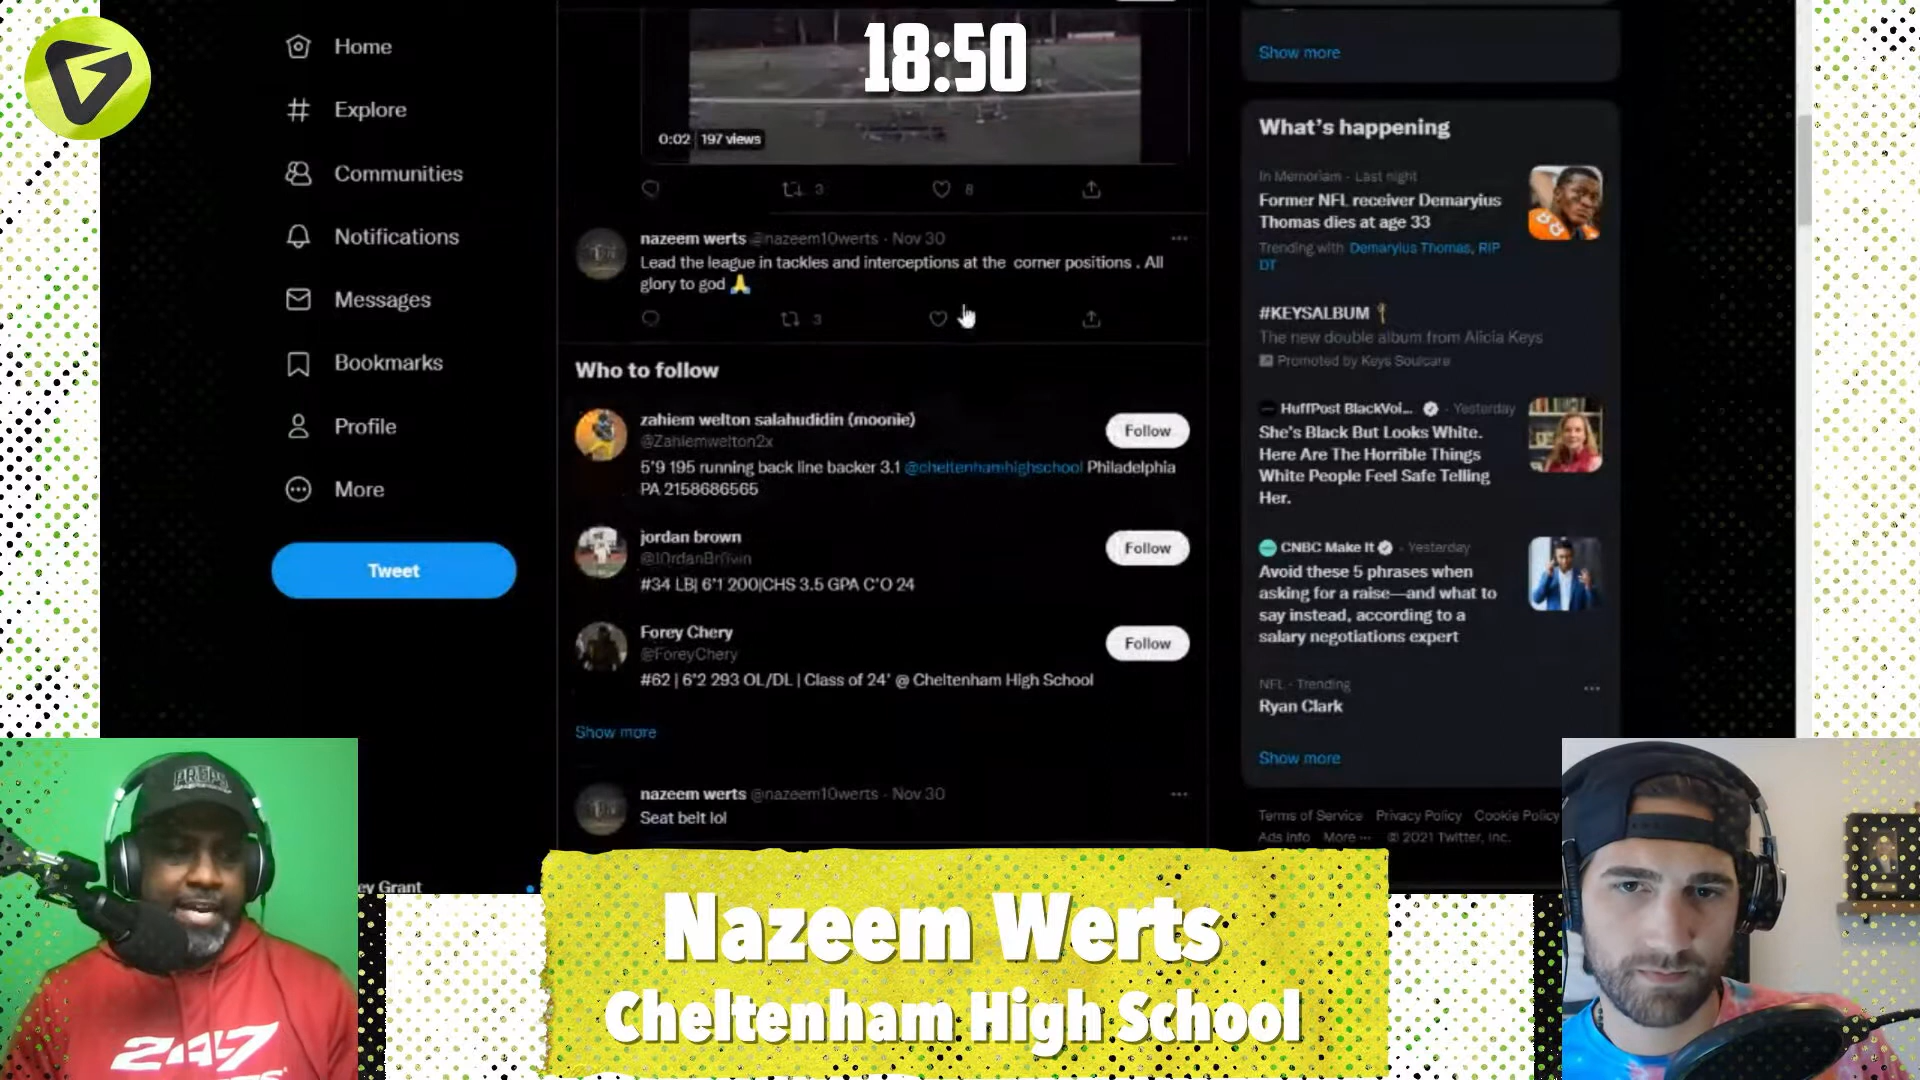 18:50
Home
Explore
Communities
Notifications
Messages
Bookmarks
Profile
More
Tweet
ey Grant
0:02 197 views
3 8
nazeem werts @nazeem10werts · Nov 30
Lead the league in tackles and interceptions at the corner positions . All
glory to god 🙏
3
Who to follow
zahiem welton salahudidin (moonie)
@Zahiemwelton2x
Follow
5'9 195 running back line backer 3.1 @cheltenhamhighschool Philadelphia
PA 2158686565
jordan brown
Follow
#34 LB| 6'1 200|CHS 3.5 GPA C'O 24
Forey Chery
@ForeyChery
Follow
#62 | 6'2 293 OL/DL | Class of 24' @ Cheltenham High School
Show more
nazeem werts @nazeem10werts · Nov 30
Seat belt lol
Show more
What's happening
In Memoriam · Last night
Former NFL receiver Demaryius
Thomas dies at age 33
Trending with Demaryius Thomas, RIP
DT
#KEYSALBUM
The new double album from Alicia Keys
Promoted by Keys Soulcare
HuffPost BlackVoi... · Yesterday
She's Black But Looks White.
Here Are The Horrible Things
White People Feel Safe Telling
Her.
CNBC Make It · Yesterday
Avoid these 5 phrases when
asking for a raise—and what to
say instead, according to a
salary negotiations expert
NFL · Trending
Ryan Clark
Show more
Terms of Service Privacy Policy Cookie Policy
Ads info More ··· © 2021 Twitter, Inc.
PREPS
247
Nazeem Werts
Cheltenham High School